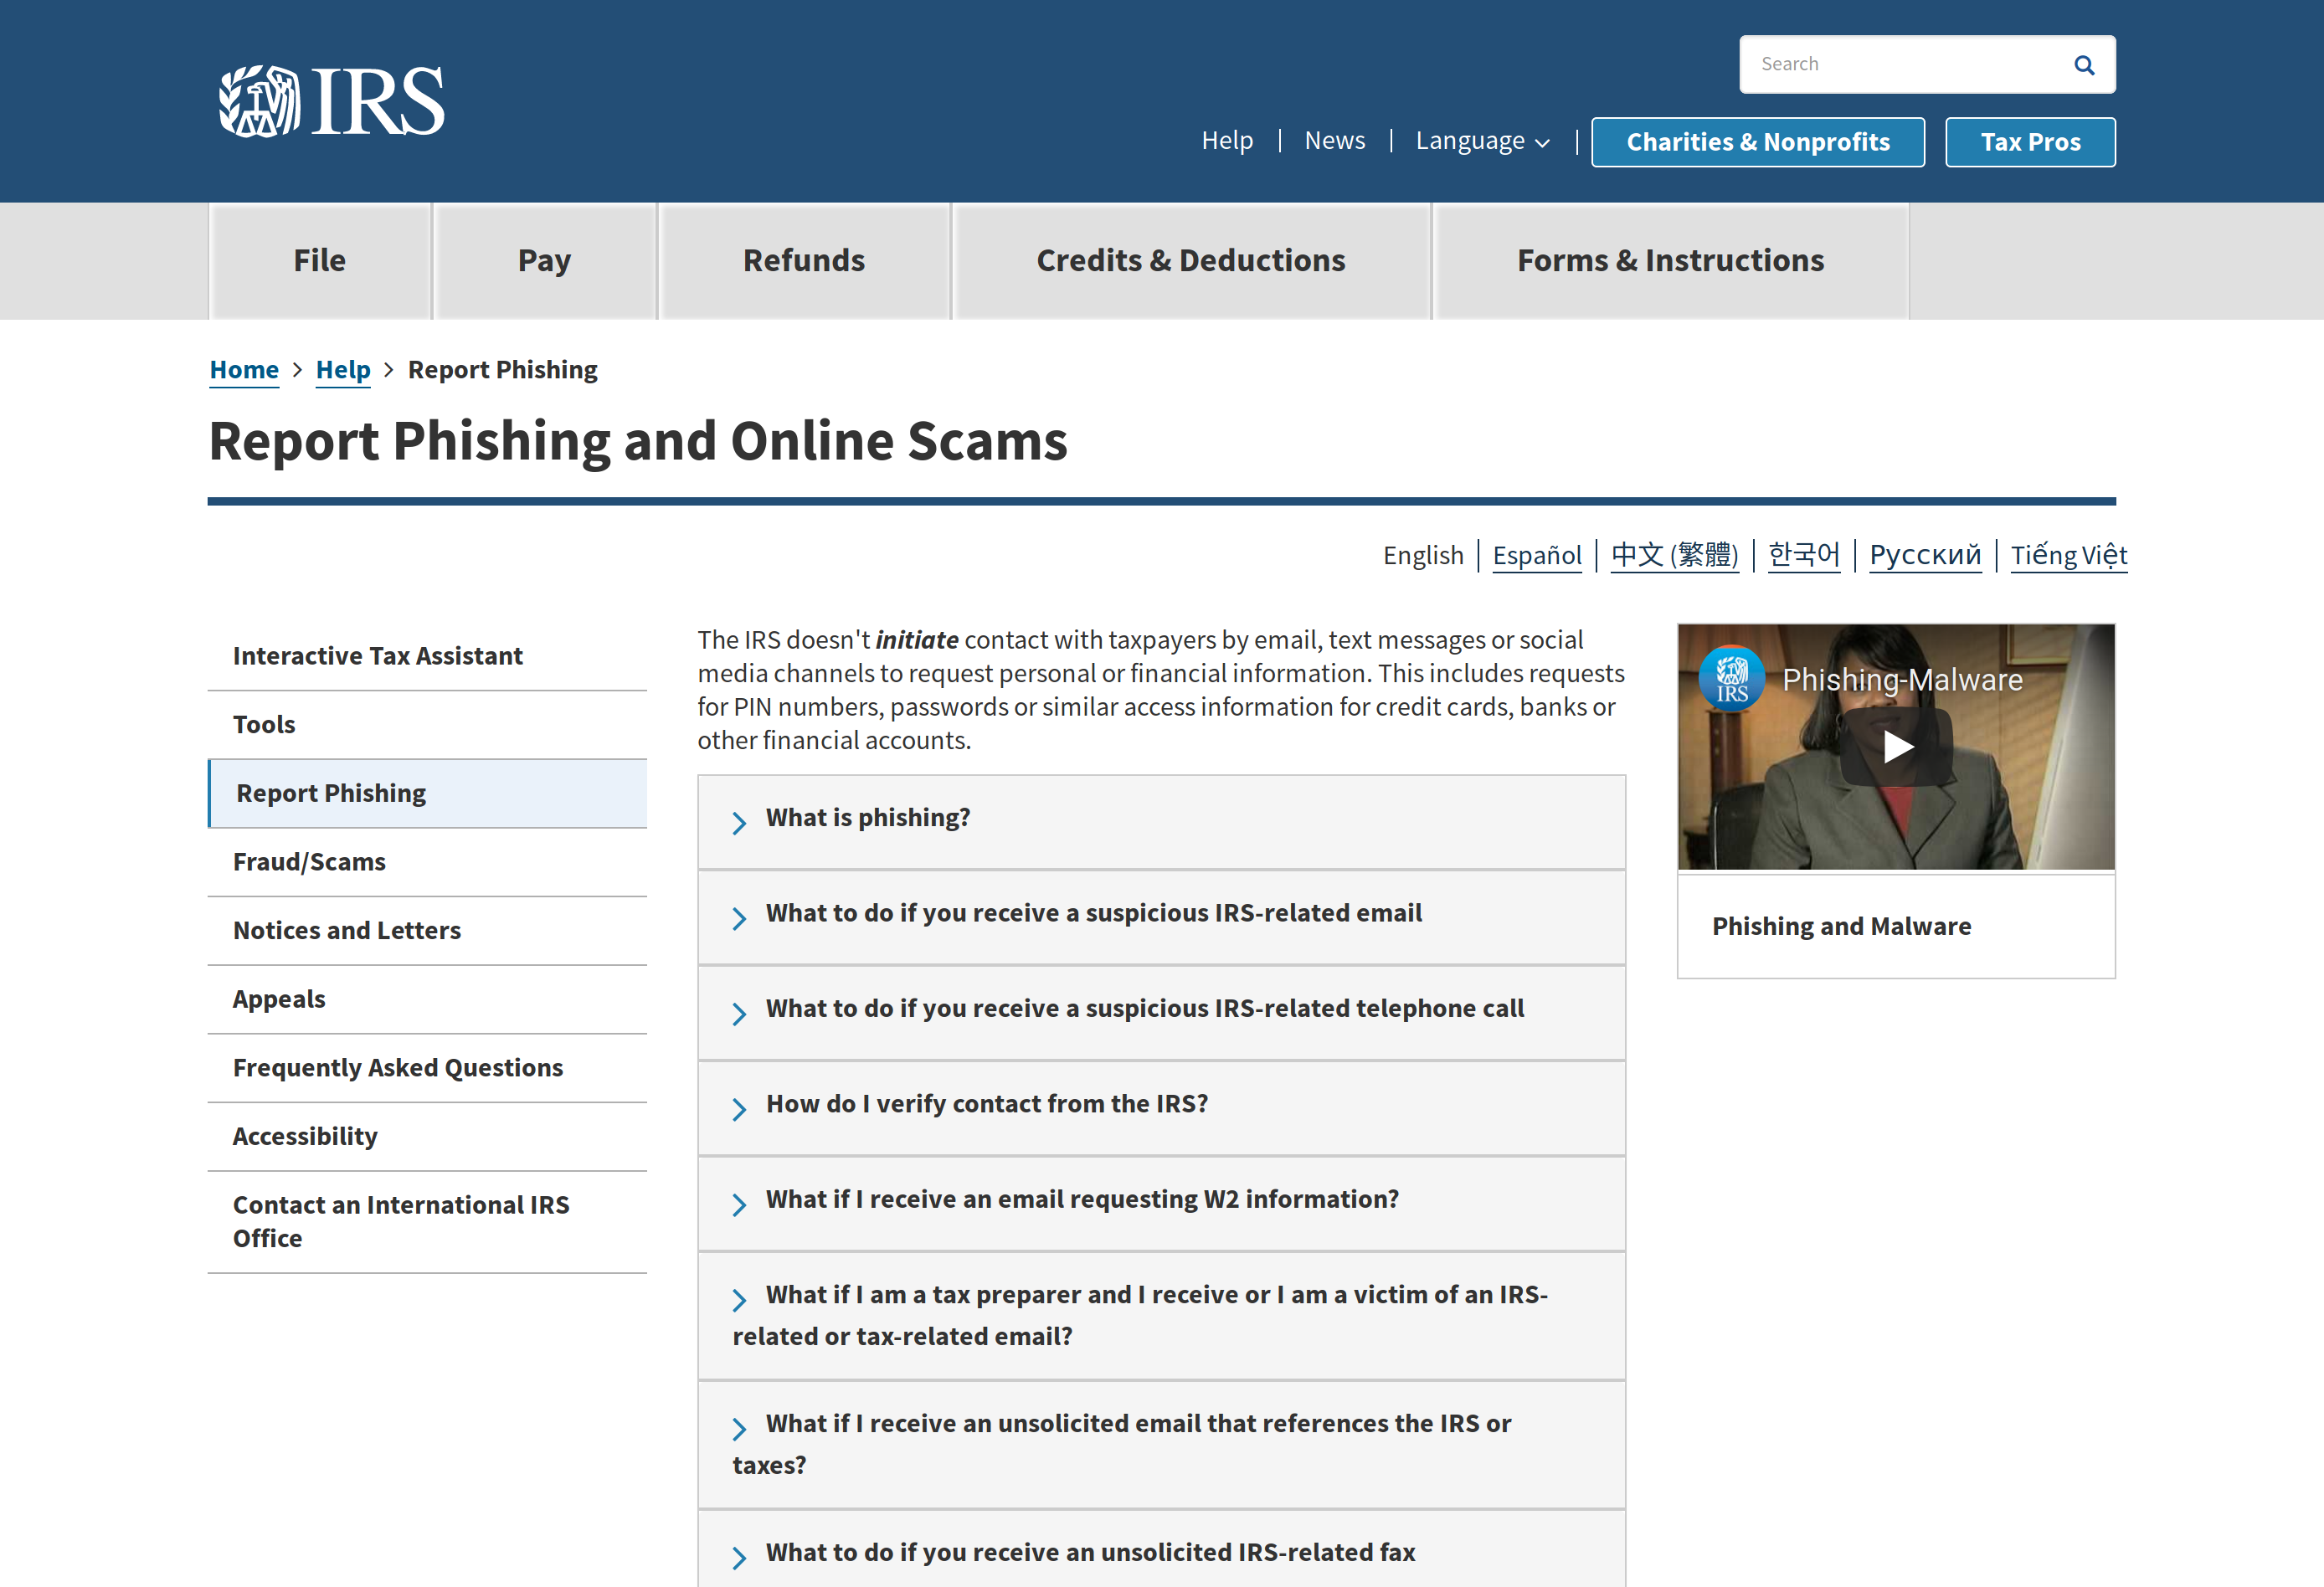 IRS
Search
Help
News
Language
Charities & Nonprofits
Tax Pros
File
Pay
Refunds
Credits & Deductions
Forms & Instructions
Home
Help
Report Phishing
Report Phishing and Online Scams
English
Español
中文 (繁體)
한국어
Русский
Tiếng Việt
Interactive Tax Assistant
Tools
Report Phishing
Fraud/Scams
Notices and Letters
Appeals
Frequently Asked Questions
Accessibility
Contact an International IRS
Office
The IRS doesn't initiate contact with taxpayers by email, text messages or social
media channels to request personal or financial information. This includes requests
for PIN numbers, passwords or similar access information for credit cards, banks or
other financial accounts.
What is phishing?
What to do if you receive a suspicious IRS-related email
What to do if you receive a suspicious IRS-related telephone call
How do I verify contact from the IRS?
What if I receive an email requesting W2 information?
What if I am a tax preparer and I receive or I am a victim of an IRS-
related or tax-related email?
What if I receive an unsolicited email that references the IRS or
taxes?
What to do if you receive an unsolicited IRS-related fax
IRS
Phishing-Malware
Phishing and Malware